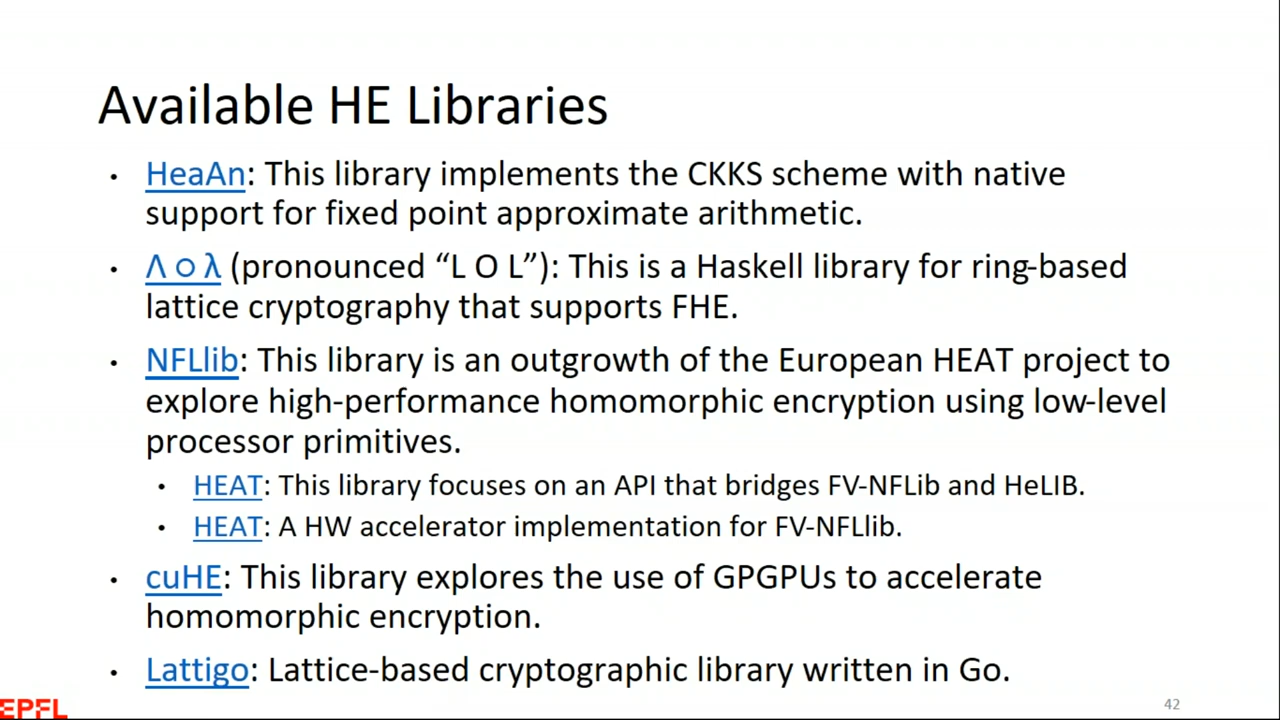 Available HE Libraries
• HeaAn: This library implements the CKKS scheme with native
support for fixed point approximate arithmetic.
• Λ ○ λ (pronounced “L O L”): This is a Haskell library for ring-based
lattice cryptography that supports FHE.
• NFLlib: This library is an outgrowth of the European HEAT project to
explore high-performance homomorphic encryption using low-level
processor primitives.
• HEAT: This library focuses on an API that bridges FV-NFLib and HeLIB.
• HEAT: A HW accelerator implementation for FV-NFLlib.
• cuHE: This library explores the use of GPGPUs to accelerate
homomorphic encryption.
• Lattigo: Lattice-based cryptographic library written in Go.
EPFL
42